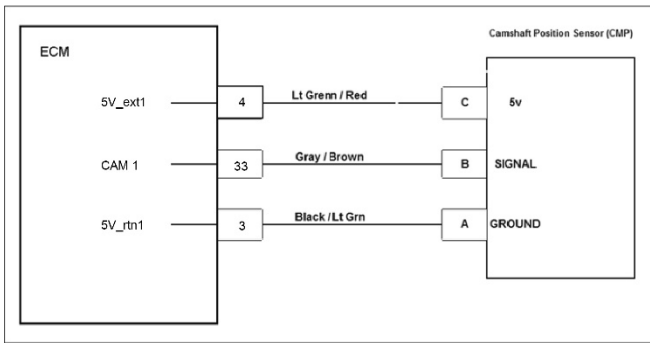 Camshaft Position Sensor (CMP)
ECM
5V_ext1 4 Lt Grenn / Red C 5v
CAM 1 33 Gray / Brown B SIGNAL
5V_rtn1 3 Black / Lt Grn A GROUND